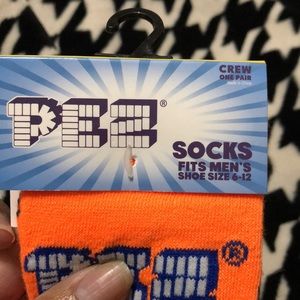 CREW
ONE PAIR
PEZ®
SOCKS
FITS MEN'S
SHOE SIZE 6-12
PEZ®